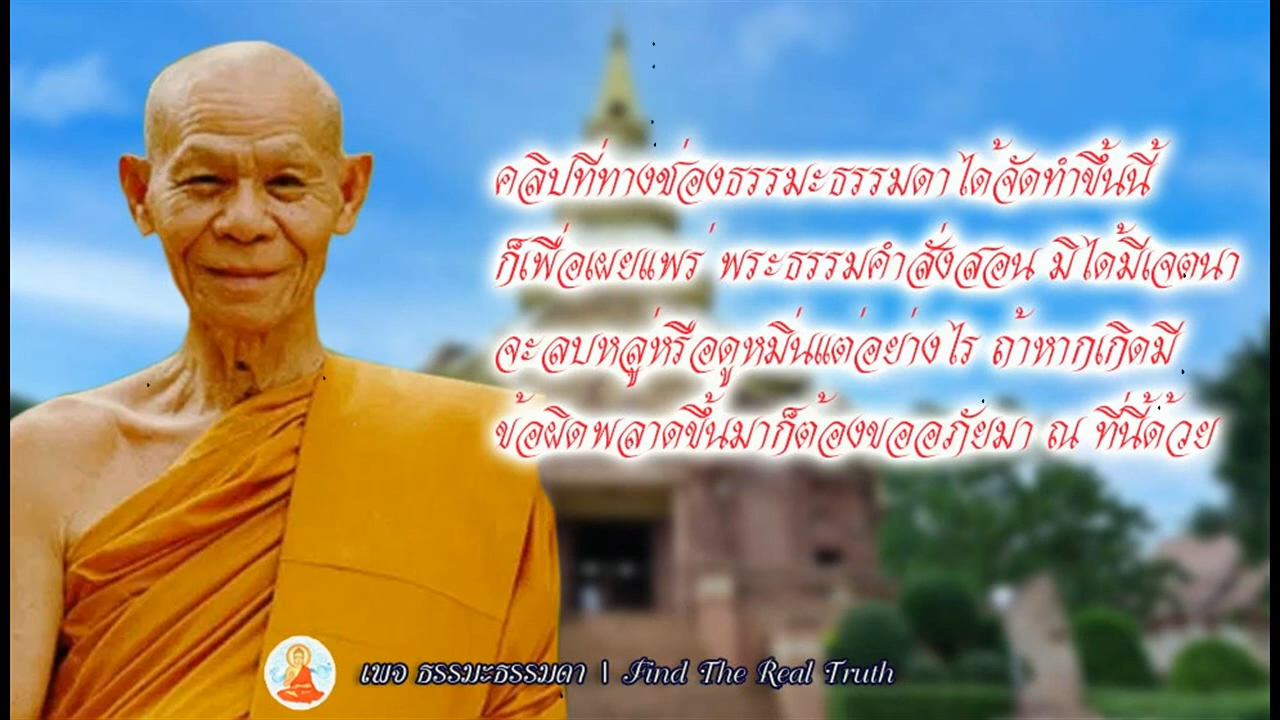 คลิปที่ทางช่องธรรมะธรรมดาได้จัดทำขึ้นนี้
ก็เพื่อเผยแพร่ พระธรรมคำสั่งสอน มิได้มีเจตนา
จะลบหลู่หรือดูหมิ่นแต่อย่างไร ถ้าหากเกิดมี
ข้อผิดพลาดขึ้นมาก็ต้องขออภัยมา ณ ที่นี้ด้วย
เพจ ธรรมะธรรมดา | Find The Real Truth